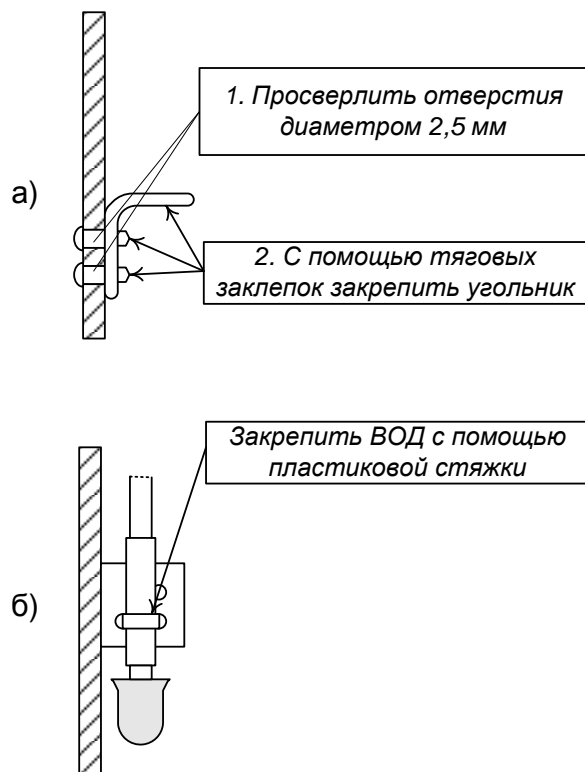 1. Просверлить отверстия
диаметром 2,5 мм
а)
2. С помощью тяговых
заклепок закрепить угольник
Закрепить ВОД с помощью
пластиковой стяжки
б)